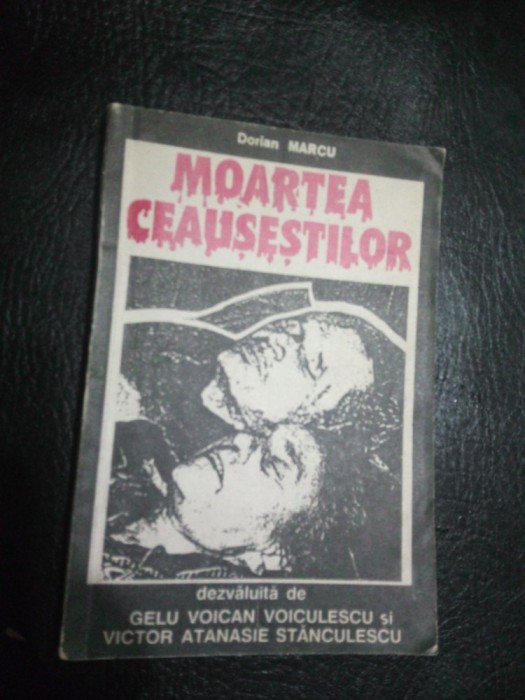 Dorian MARCU
MOARTEA
CEAUȘEȘTILOR
dezvăluită de
GELU VOICAN VOICULESCU și
VICTOR ATANASIE STĂNCULESCU